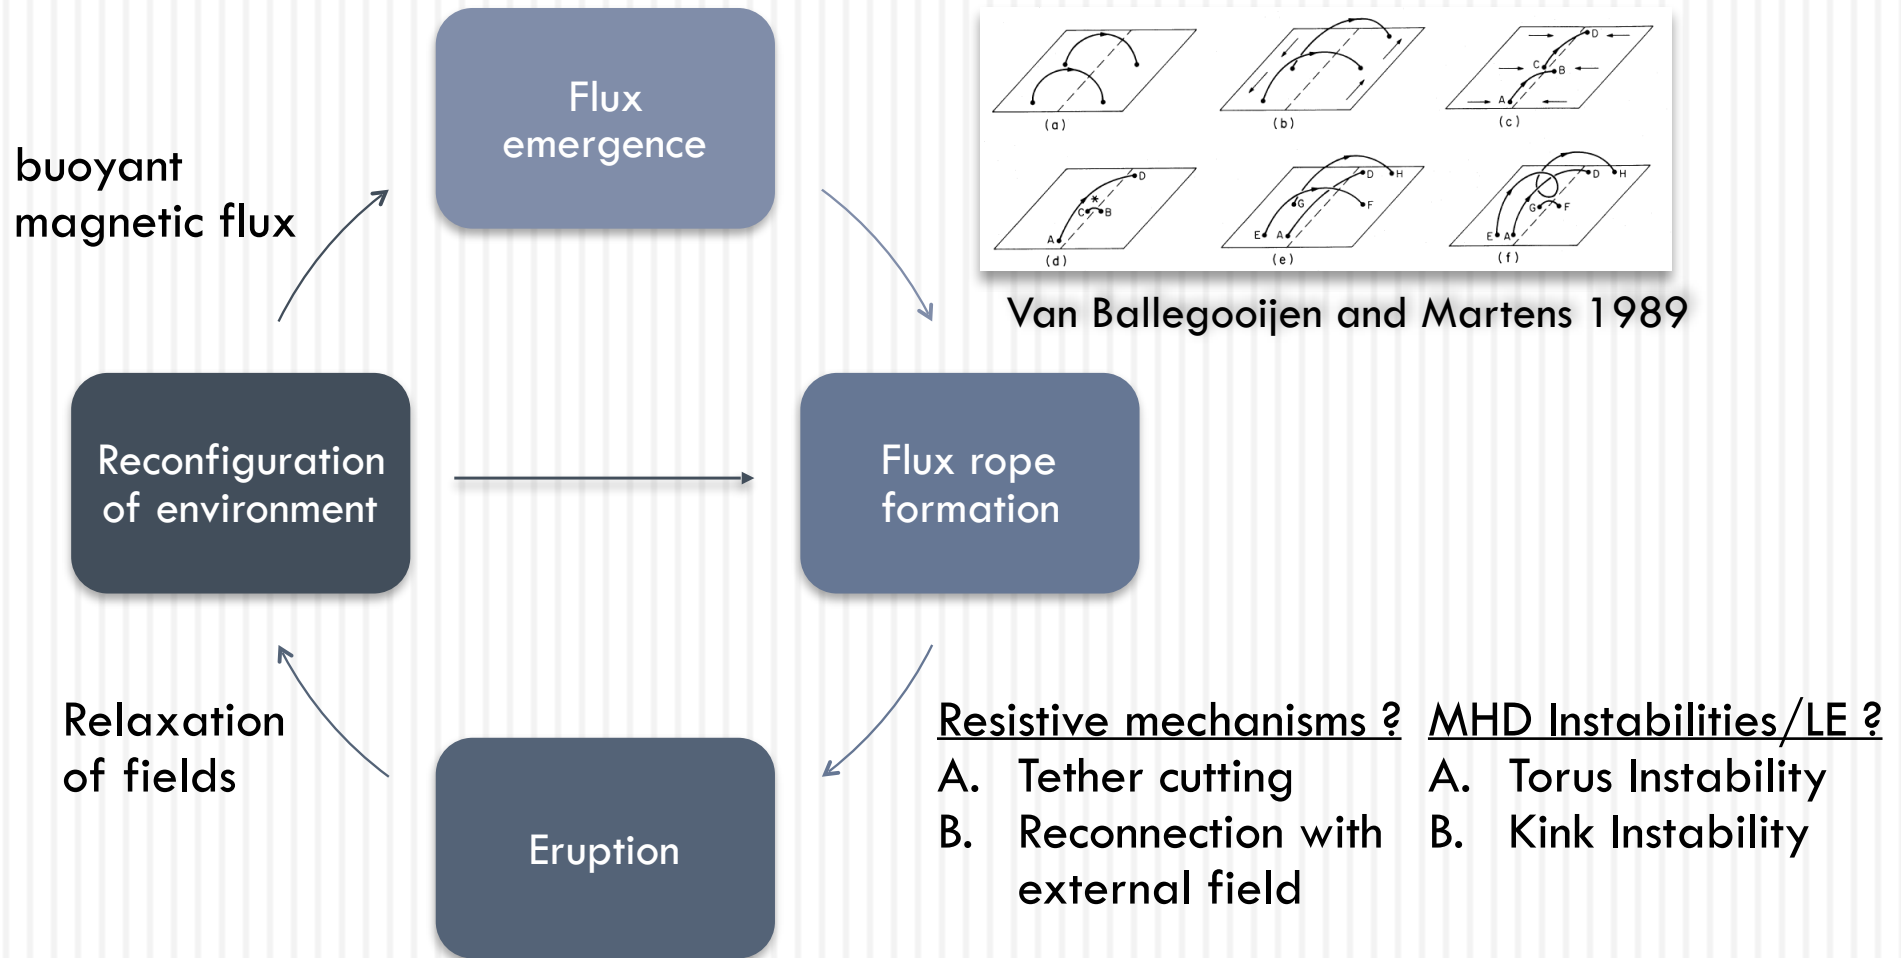 Flux
emergence
buoyant
magnetic flux
(a)
(b)
D
C
B
A
(c)
D
C
B
A
(d)
D
H
G
F
E
A
(e)
D
H
G
F
E
A
(f)
Van Ballegooijen and Martens 1989
Reconfiguration
of environment
Flux rope
formation
Relaxation
of fields
Eruption
Resistive mechanisms ?
A. Tether cutting
B. Reconnection with
external field
MHD Instabilities/LE ?
A. Torus Instability
B. Kink Instability